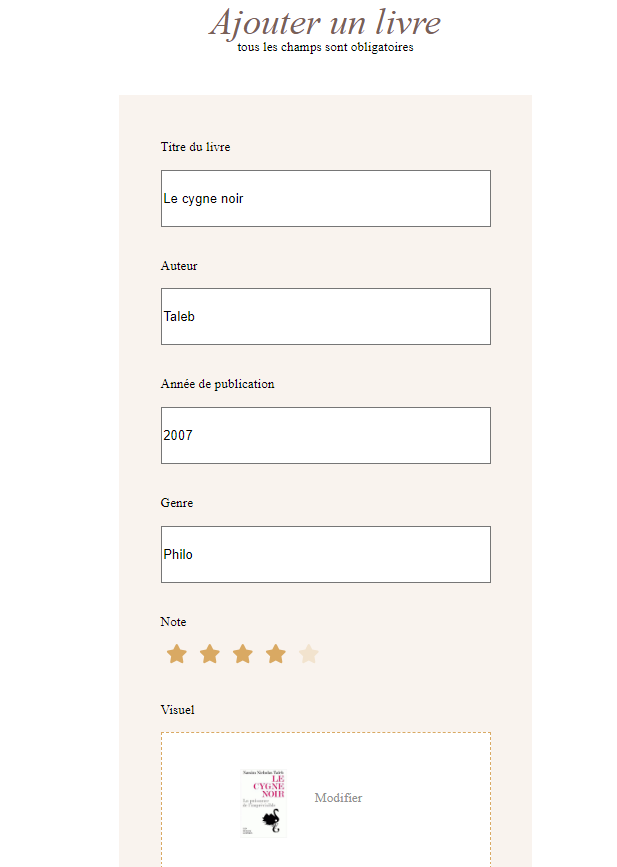 Ajouter un livre
tous les champs sont obligatoires
Titre du livre
Le cygne noir
Auteur
Taleb
Année de publication
2007
Genre
Philo
Note
Visuel
Nassim Nicholas Taleb
LE
CYGNE
NOIR
La puissance
de l'imprévisible
Modifier